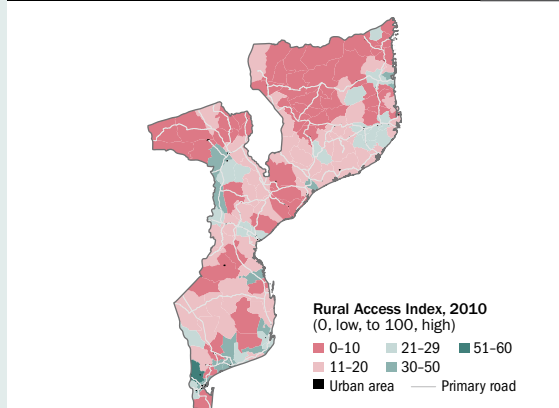 Rural Access Index, 2010
(0, low, to 100, high)
0–10 21–29 51–60
11–20 30–50
Urban area Primary road